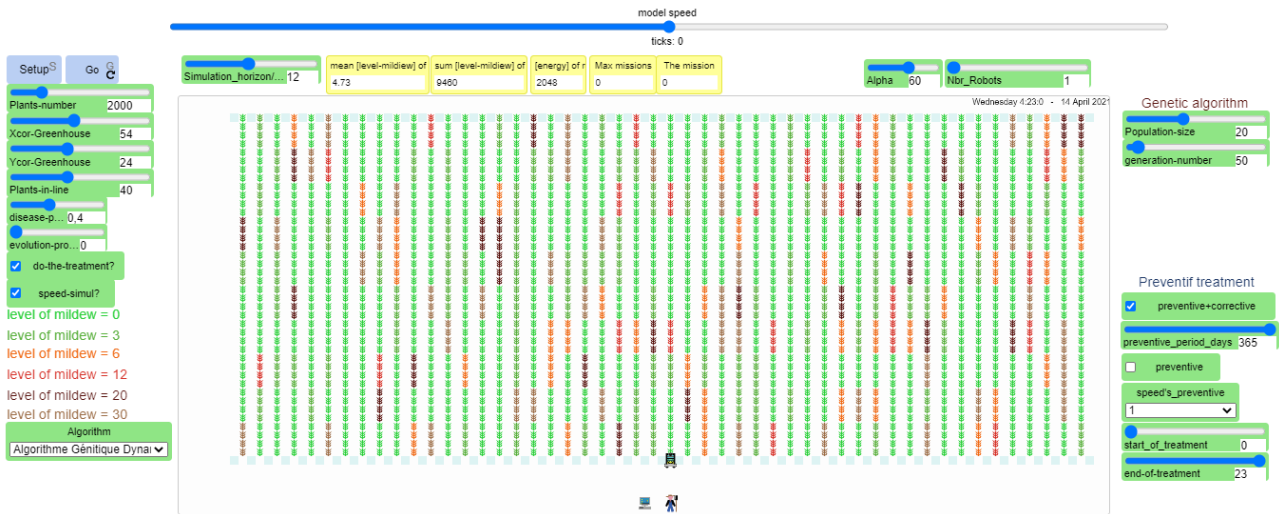 model speed
ticks: 0
Setup S
Go G
Simulation_horizon/... 12
mean [level-mildiew] of
4.73
sum [level-mildiew] of
9460
[energy] of r
2048
Max missions
0
The mission
0
Alpha 60
Nbr_Robots 1
Plants-number 2000
Xcor-Greenhouse 54
Ycor-Greenhouse 24
Plants-in-line 40
disease-p... 0,4
evolution-pro... 0
do-the-treatment?
speed-simul?
level of mildew = 0
level of mildew = 3
level of mildew = 6
level of mildew = 12
level of mildew = 20
level of mildew = 30
Algorithm
Algorithme Génitique Dynai
Wednesday 4:23:0 - 14 April 2021
Genetic algorithm
Population-size 20
generation-number 50
Preventif treatment
preventive+corrective
preventive_period_days 365
preventive
speed's_preventive
1
start_of_treatment 0
end-of-treatment 23